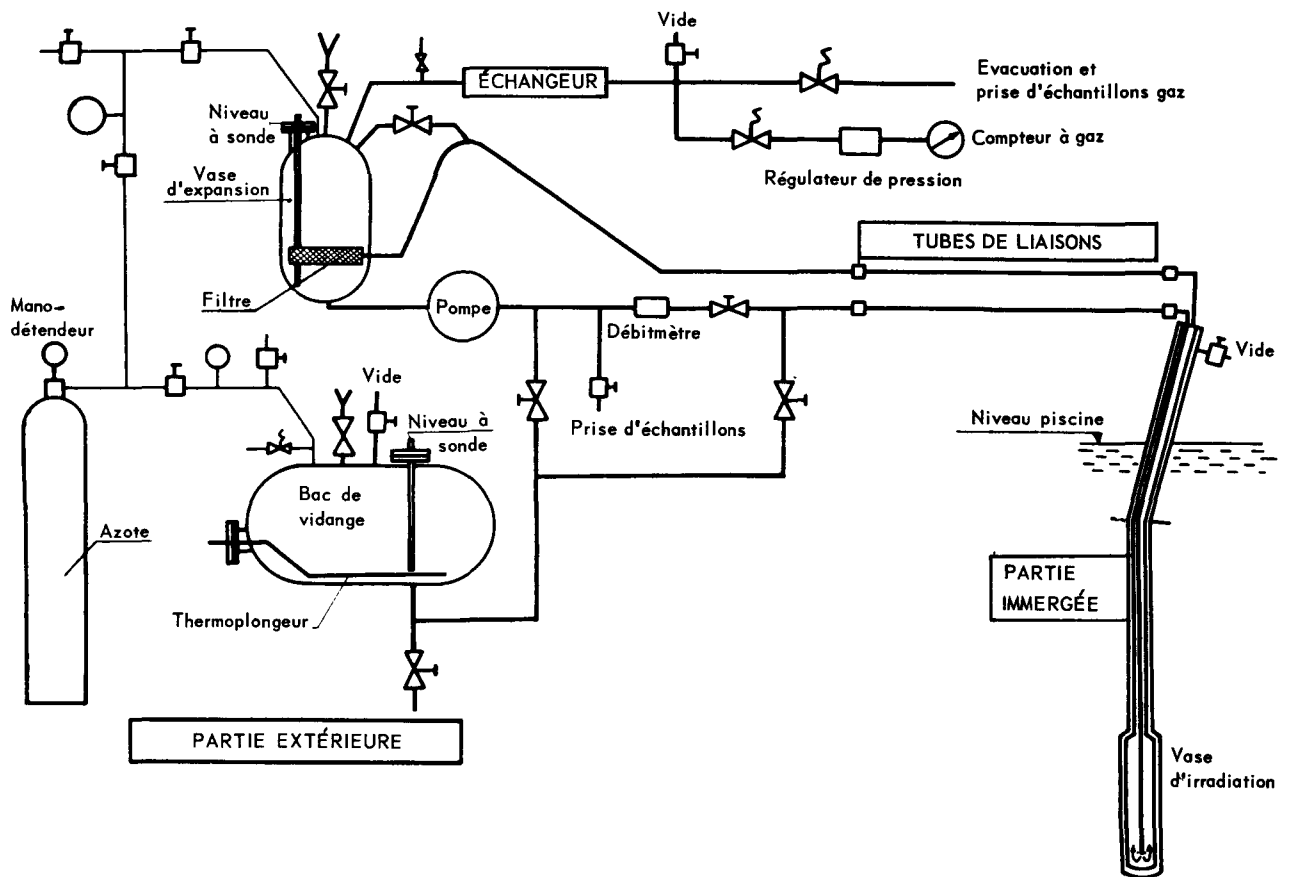 Vide
ÉCHANGEUR
Evacuation et
prise d'échantillons gaz
Niveau
à sonde
Compteur à gaz
Vase
d'expansion
Régulateur de pression
TUBES DE LIAISONS
Filtre
Pompe
Débitmètre
Mano-
détendeur
Vide
Vide
Niveau à
sonde
Prise d'échantillons
Niveau piscine
Bac de
vidange
Azote
PARTIE
IMMERGÉE
Thermoplongeur
PARTIE EXTÉRIEURE
Vase
d'irradiation